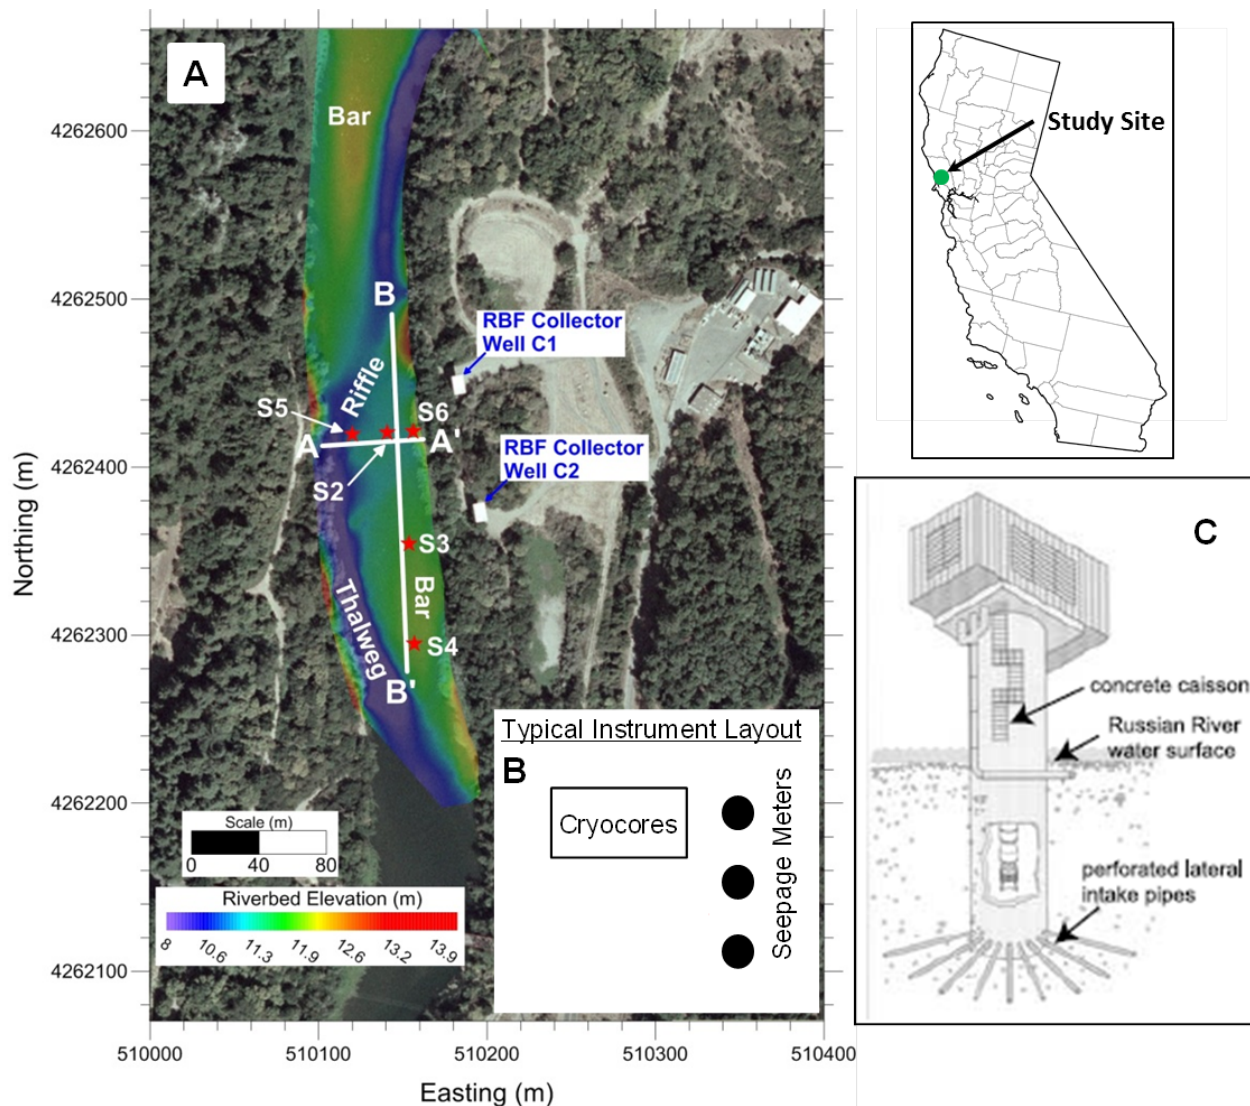 A
Bar
4262600
4262500
4262400
4262300
4262200
4262100
Northing (m)
B
RBF Collector
Well C1
Riffle
S5
S6
A
A'
S2
RBF Collector
Well C2
S3
Bar
Thalweg
S4
B'
Scale (m)
0 40 80
Riverbed Elevation (m)
8 10.6 11.3 11.9 12.6 13.2 13.9
Typical Instrument Layout
B
Cryocores
Seepage Meters
510000 510100 510200 510300 510400
Easting (m)
Study Site
C
concrete caisson
Russian River
water surface
perforated lateral
intake pipes